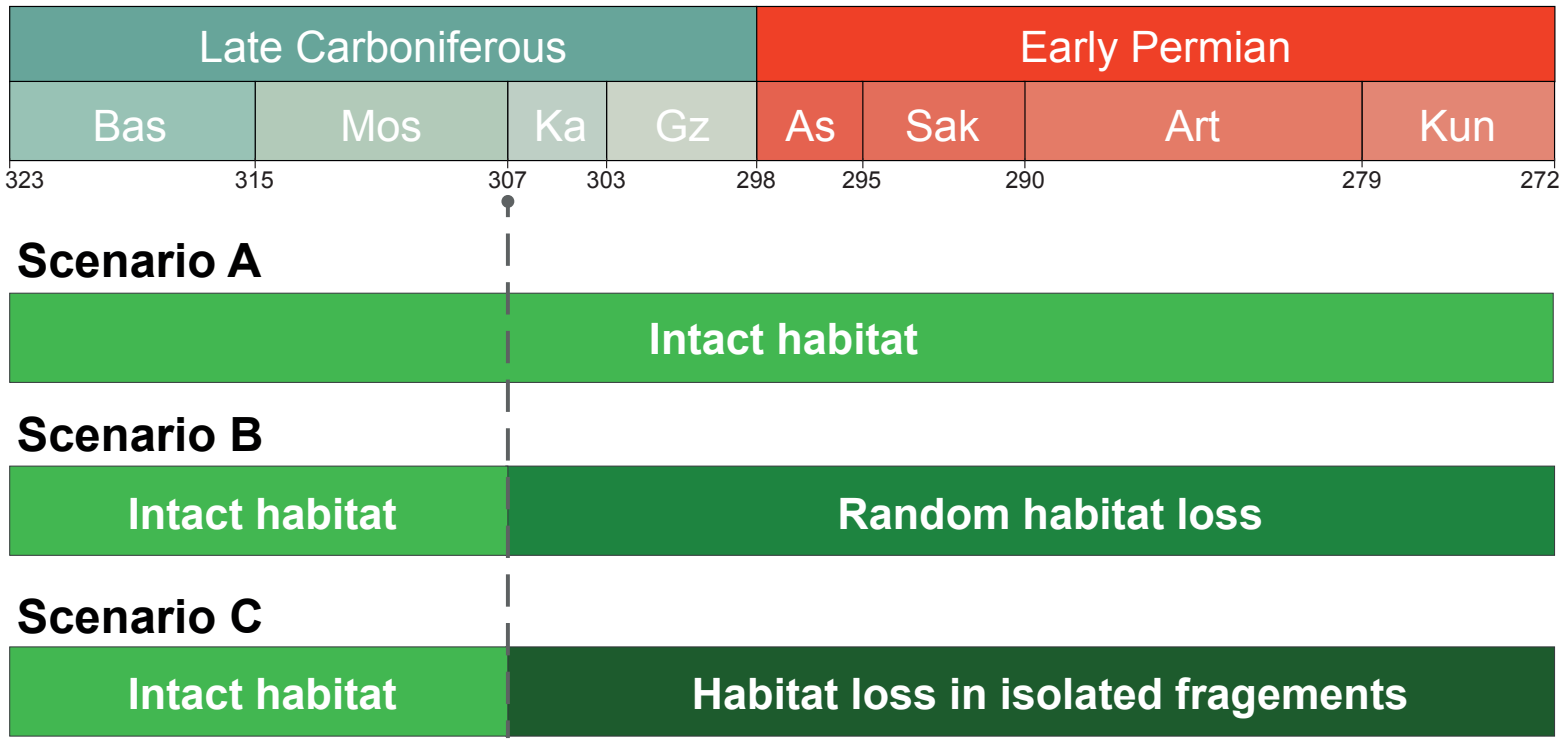 Late Carboniferous Early Permian
Bas Mos Ka Gz As Sak Art Kun
323 315 307 303 298 295 290 279 272
Scenario A
Intact habitat
Scenario B
Intact habitat Random habitat loss
Scenario C
Intact habitat Habitat loss in isolated fragements